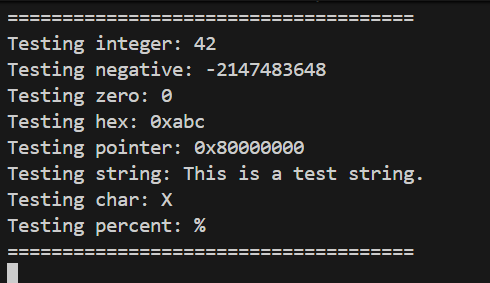 =====================================
Testing integer: 42
Testing negative: -2147483648
Testing zero: 0
Testing hex: 0xabc
Testing pointer: 0x80000000
Testing string: This is a test string.
Testing char: X
Testing percent: %
=====================================